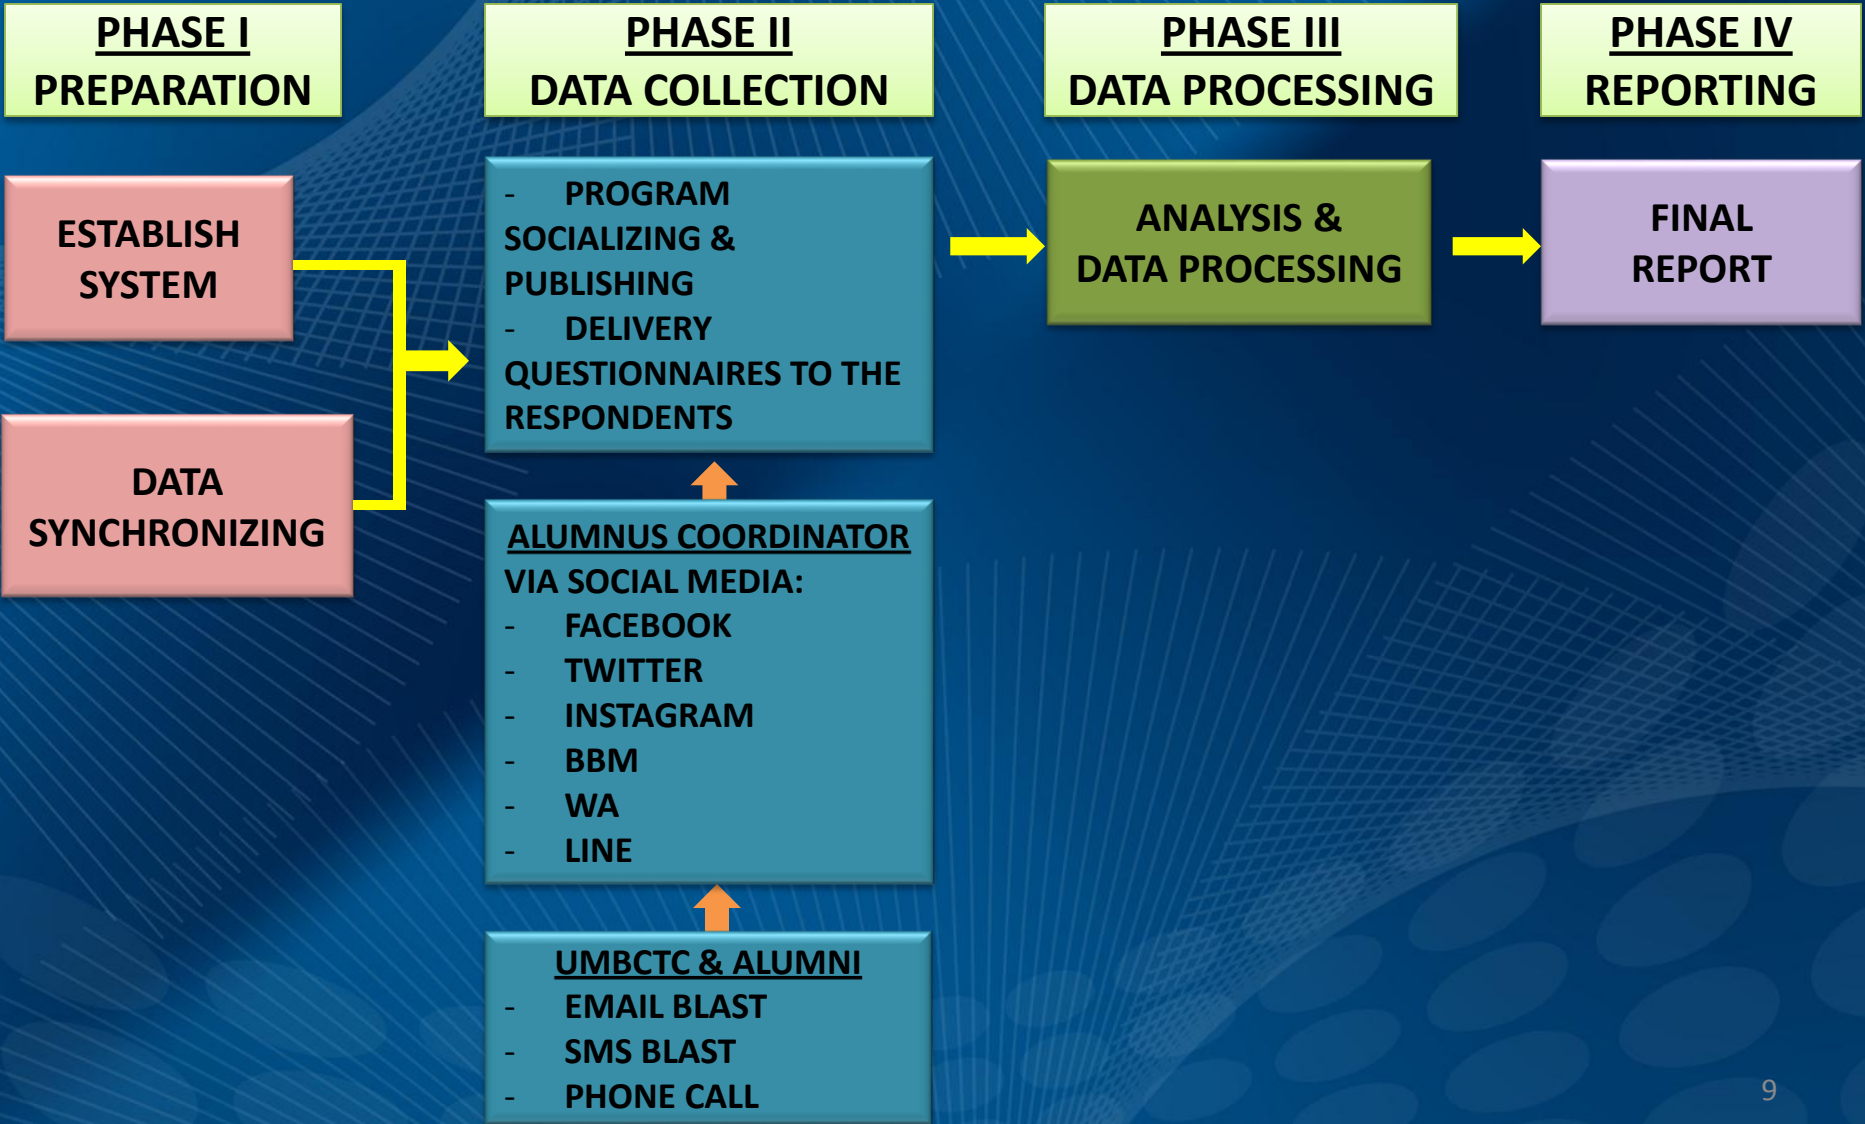 PHASE I
PREPARATION
ESTABLISH
SYSTEM
DATA
SYNCHRONIZING
PHASE II
DATA COLLECTION
- PROGRAM
SOCIALIZING &
PUBLISHING
- DELIVERY
QUESTIONNAIRES TO THE
RESPONDENTS
ALUMNUS COORDINATOR
VIA SOCIAL MEDIA:
- FACEBOOK
- TWITTER
- INSTAGRAM
- BBM
- WA
- LINE
UMBCTC & ALUMNI
- EMAIL BLAST
- SMS BLAST
- PHONE CALL
PHASE III
DATA PROCESSING
ANALYSIS &
DATA PROCESSING
PHASE IV
REPORTING
FINAL
REPORT
9